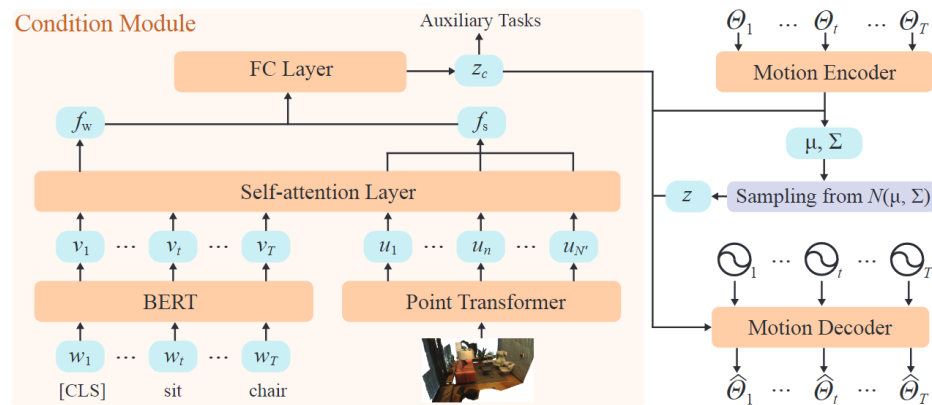 Condition Module
Auxiliary Tasks
FC Layer
z_c
f_w
f_s
Self-attention Layer
v_1 ... v_t ... v_T
u_1 ... u_n ... u_N'
BERT
Point Transformer
w_1 ... w_t ... w_T
[CLS] sit chair
Θ_1 ... Θ_t ... Θ_T
Motion Encoder
μ, Σ
z
Sampling from N(μ, Σ)
1 ... t ... T
Motion Decoder
Θ̂_1 ... Θ̂_t ... Θ̂_T